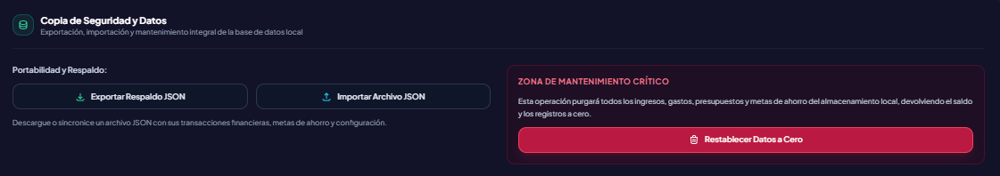 Copia de Seguridad y Datos
Exportación, importación y mantenimiento integral de la base de datos local
Portabilidad y Respaldo:
Exportar Respaldo JSON
Importar Archivo JSON
Descargue o sincronice un archivo JSON con sus transacciones financieras, metas de ahorro y configuración.
ZONA DE MANTENIMIENTO CRÍTICO
Esta operación purgará todos los ingresos, gastos, presupuestos y metas de ahorro del almacenamiento local, devolviendo el saldo
y los registros a cero.
Restablecer Datos a Cero